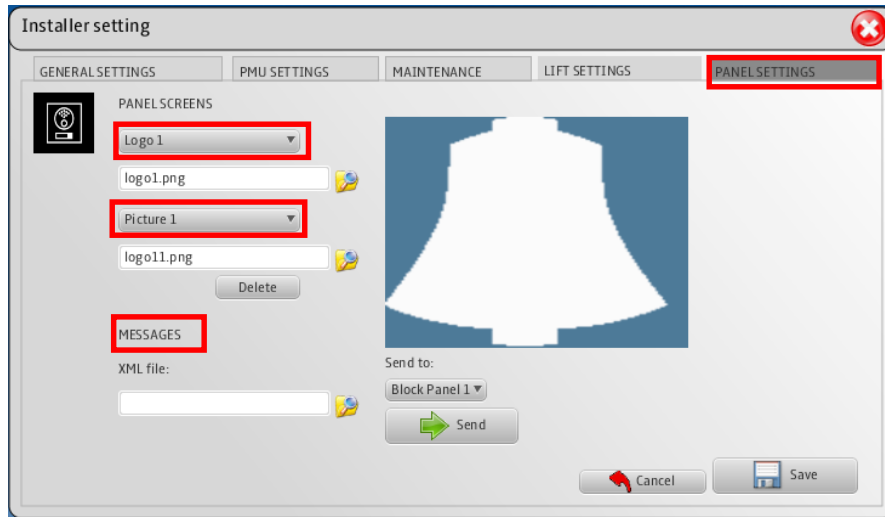 Installer setting
GENERAL SETTINGS
PMU SETTINGS
MAINTENANCE
LIFT SETTINGS
PANEL SETTINGS
PANEL SCREENS
Logo 1
logo1.png
Picture 1
logo11.png
Delete
MESSAGES
XML file:
Send to:
Block Panel 1
Send
Cancel
Save